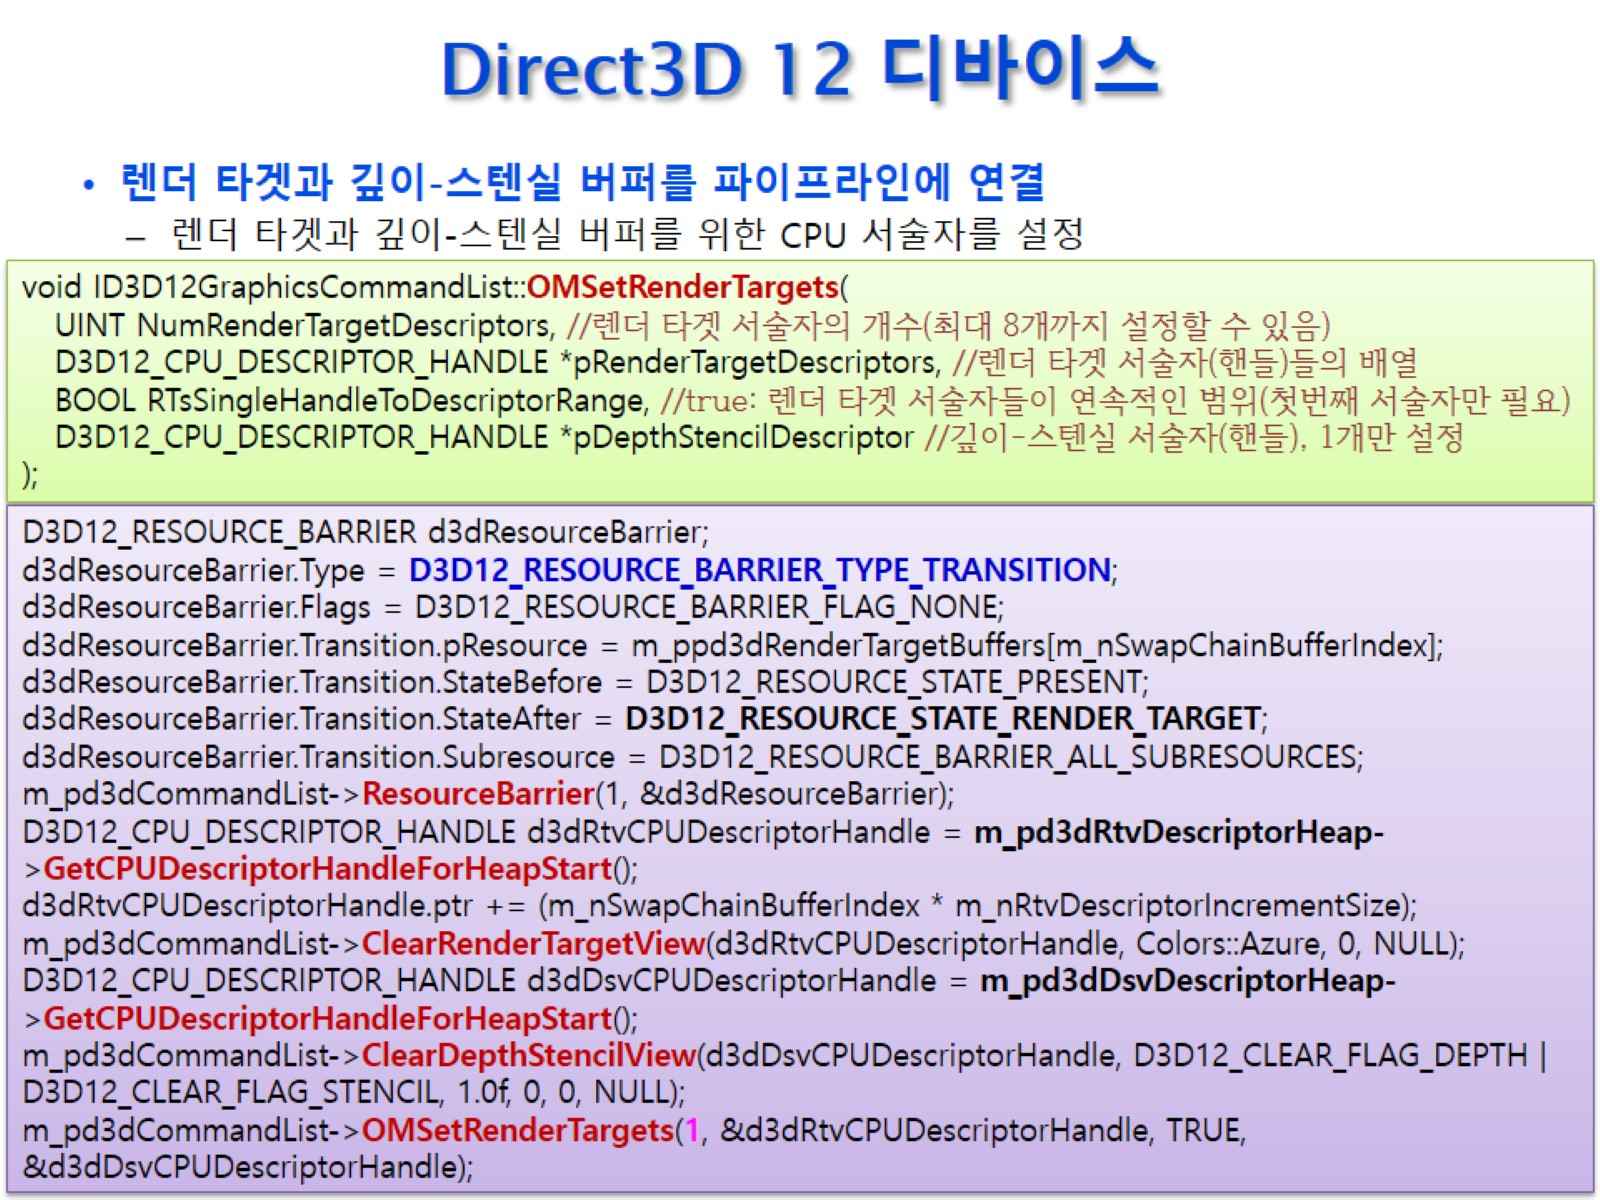 Direct3D 12 디바이스
• 렌더 타겟과 깊이-스텐실 버퍼를 파이프라인에 연결
– 렌더 타겟과 깊이-스텐실 버퍼를 위한 CPU 서술자를 설정
void ID3D12GraphicsCommandList::OMSetRenderTargets(
UINT NumRenderTargetDescriptors, //렌더 타겟 서술자의 개수(최대 8개까지 설정할 수 있음)
D3D12_CPU_DESCRIPTOR_HANDLE *pRenderTargetDescriptors, //렌더 타겟 서술자(핸들)들의 배열
BOOL RTsSingleHandleToDescriptorRange, //true: 렌더 타겟 서술자들이 연속적인 범위(첫번째 서술자만 필요)
D3D12_CPU_DESCRIPTOR_HANDLE *pDepthStencilDescriptor //깊이-스텐실 서술자(핸들), 1개만 설정
);
D3D12_RESOURCE_BARRIER d3dResourceBarrier;
d3dResourceBarrier.Type = D3D12_RESOURCE_BARRIER_TYPE_TRANSITION;
d3dResourceBarrier.Flags = D3D12_RESOURCE_BARRIER_FLAG_NONE;
d3dResourceBarrier.Transition.pResource = m_ppd3dRenderTargetBuffers[m_nSwapChainBufferIndex];
d3dResourceBarrier.Transition.StateBefore = D3D12_RESOURCE_STATE_PRESENT;
d3dResourceBarrier.Transition.StateAfter = D3D12_RESOURCE_STATE_RENDER_TARGET;
d3dResourceBarrier.Transition.Subresource = D3D12_RESOURCE_BARRIER_ALL_SUBRESOURCES;
m_pd3dCommandList->ResourceBarrier(1, &d3dResourceBarrier);
D3D12_CPU_DESCRIPTOR_HANDLE d3dRtvCPUDescriptorHandle = m_pd3dRtvDescriptorHeap-
>GetCPUDescriptorHandleForHeapStart();
d3dRtvCPUDescriptorHandle.ptr += (m_nSwapChainBufferIndex * m_nRtvDescriptorIncrementSize);
m_pd3dCommandList->ClearRenderTargetView(d3dRtvCPUDescriptorHandle, Colors::Azure, 0, NULL);
D3D12_CPU_DESCRIPTOR_HANDLE d3dDsvCPUDescriptorHandle = m_pd3dDsvDescriptorHeap-
>GetCPUDescriptorHandleForHeapStart();
m_pd3dCommandList->ClearDepthStencilView(d3dDsvCPUDescriptorHandle, D3D12_CLEAR_FLAG_DEPTH |
D3D12_CLEAR_FLAG_STENCIL, 1.0f, 0, 0, NULL);
m_pd3dCommandList->OMSetRenderTargets(1, &d3dRtvCPUDescriptorHandle, TRUE,
&d3dDsvCPUDescriptorHandle);